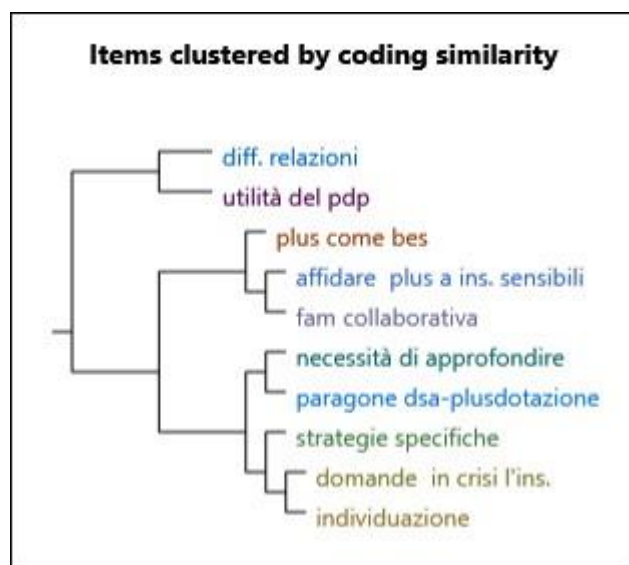 Items clustered by coding similarity
diff. relazioni
utilità del pdp
plus come bes
affidare plus a ins. sensibili
fam collaborativa
necessità di approfondire
paragone dsa-plusdotazione
strategie specifiche
domande in crisi l'ins.
individuazione